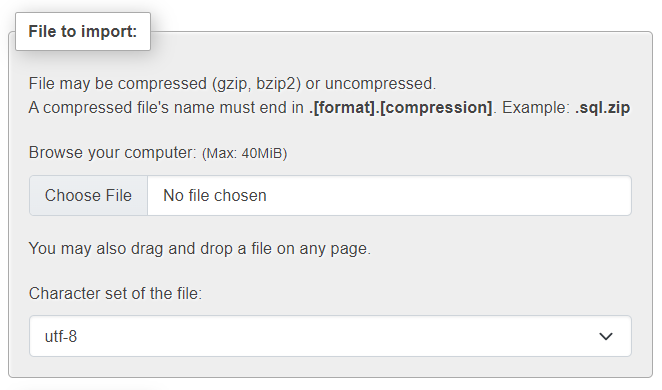 File to import:
File may be compressed (gzip, bzip2) or uncompressed.
A compressed file's name must end in .[format].[compression]. Example: .sql.zip
Browse your computer: (Max: 40MiB)
Choose File No file chosen
You may also drag and drop a file on any page.
Character set of the file:
utf-8